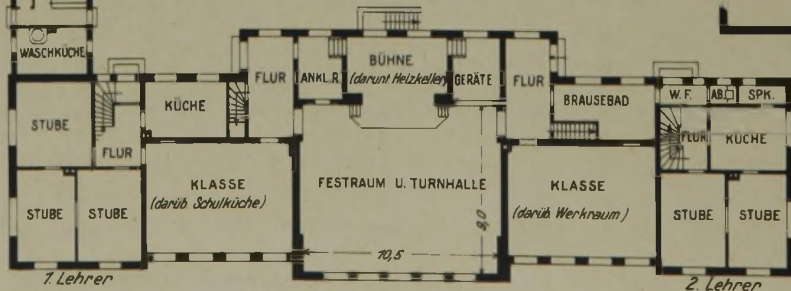 WASCHKÜCHE
FLUR
ANKL.R.
BÜHNE
(darunt Heizkeller)
GERÄTE
FLUR
BRAUSEBAD
W.F.
AB.
SPK.
STUBE
KÜCHE
FLUR
FLUR
KÜCHE
STUBE
STUBE
KLASSE
(darüb. Schulküche)
FESTRAUM U. TURNHALLE
KLASSE
(darüb. Werkraum)
STUBE
STUBE
9,0
10,5
1. Lehrer
2. Lehrer